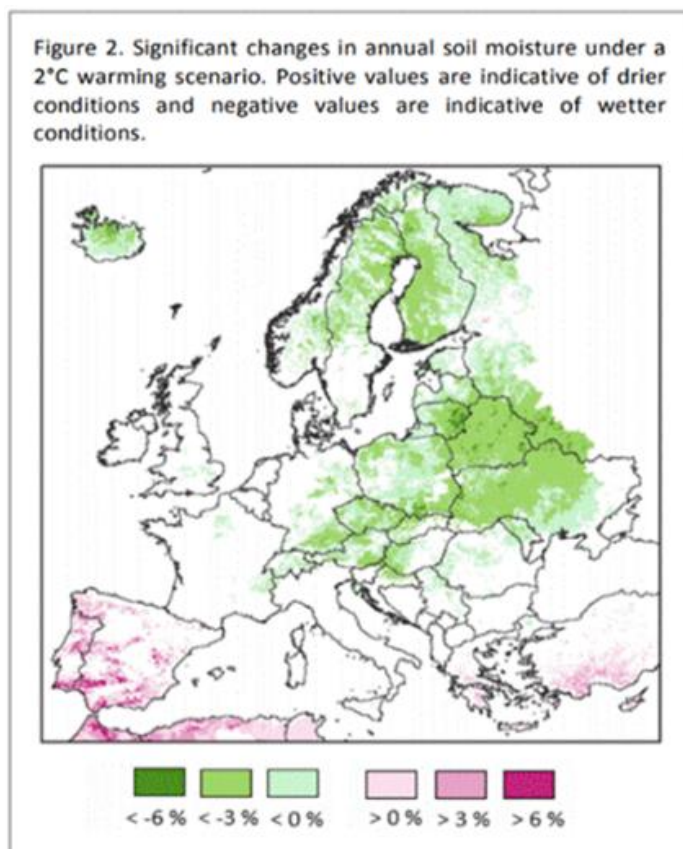 Figure 2. Significant changes in annual soil moisture under a
2°C warming scenario. Positive values are indicative of drier
conditions and negative values are indicative of wetter
conditions.
< -6 % < -3 % < 0 % > 0 % > 3 % > 6 %